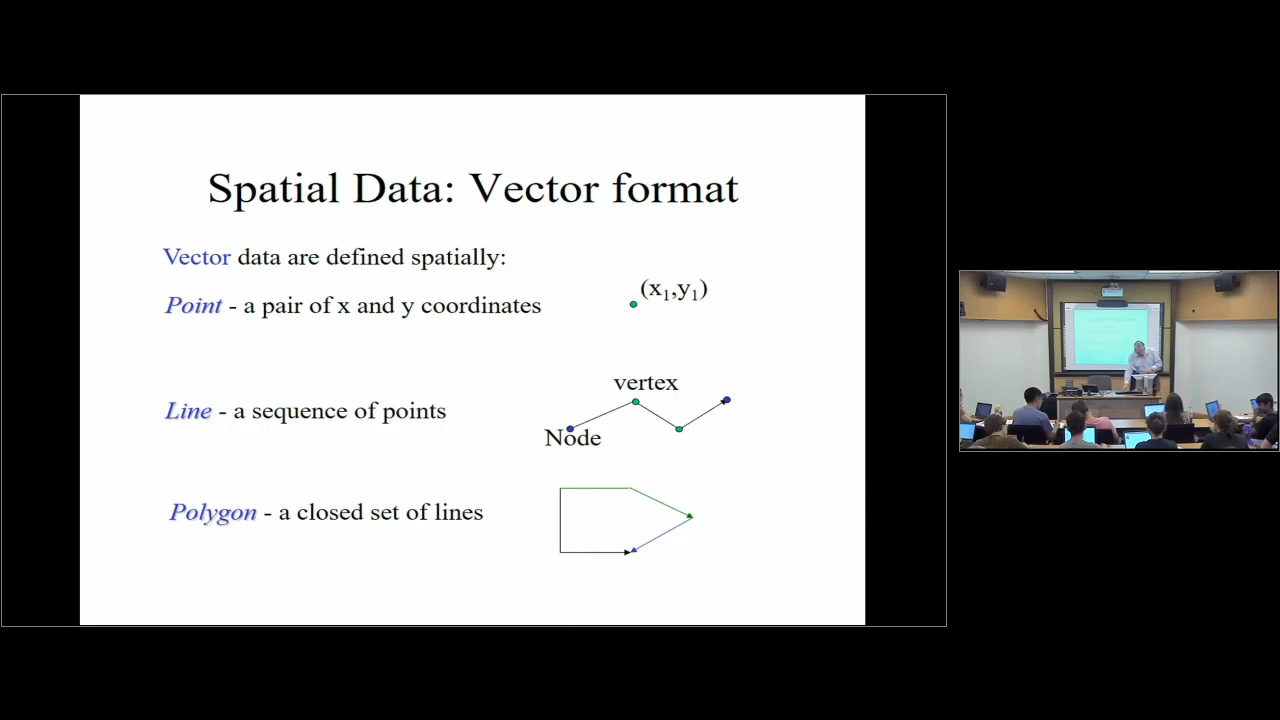 Spatial Data: Vector format
Vector data are defined spatially:
(x₁,y₁)
Point - a pair of x and y coordinates
vertex
Line - a sequence of points
Node
Polygon - a closed set of lines